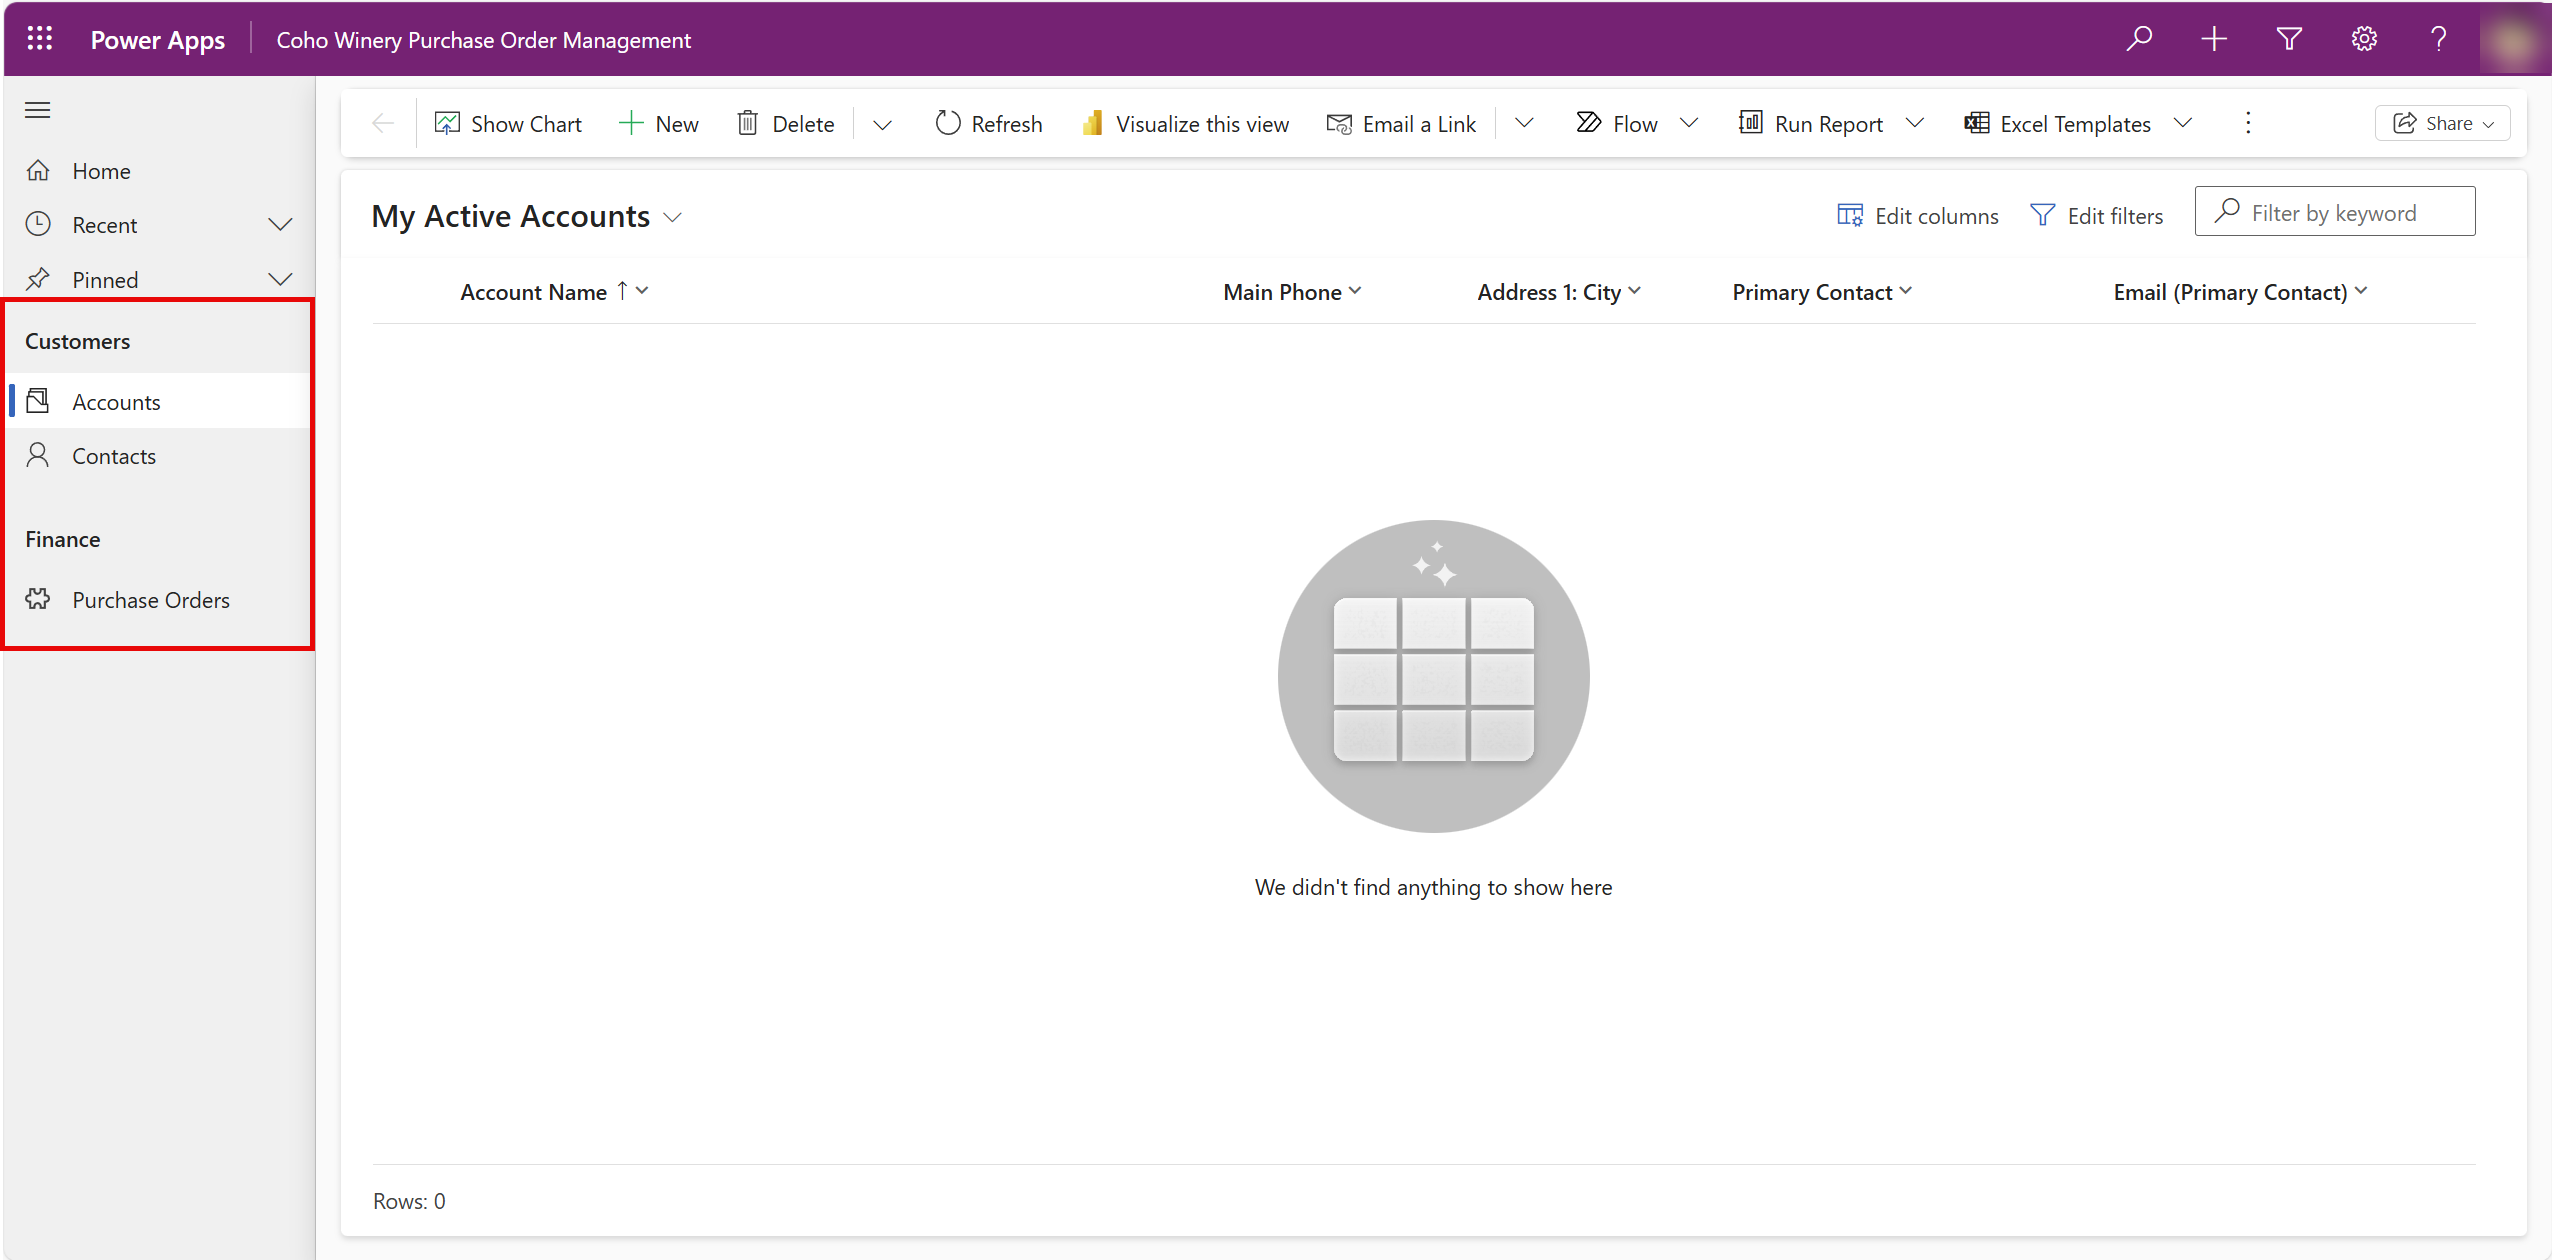 Power Apps
Coho Winery Purchase Order Management
Show Chart
New
Delete
Refresh
Visualize this view
Email a Link
Flow
Run Report
Excel Templates
Share
Home
Recent
Pinned
Customers
Accounts
Contacts
Finance
Purchase Orders
My Active Accounts
Edit columns
Edit filters
Filter by keyword
Account Name
Main Phone
Address 1: City
Primary Contact
Email (Primary Contact)
We didn't find anything to show here
Rows: 0